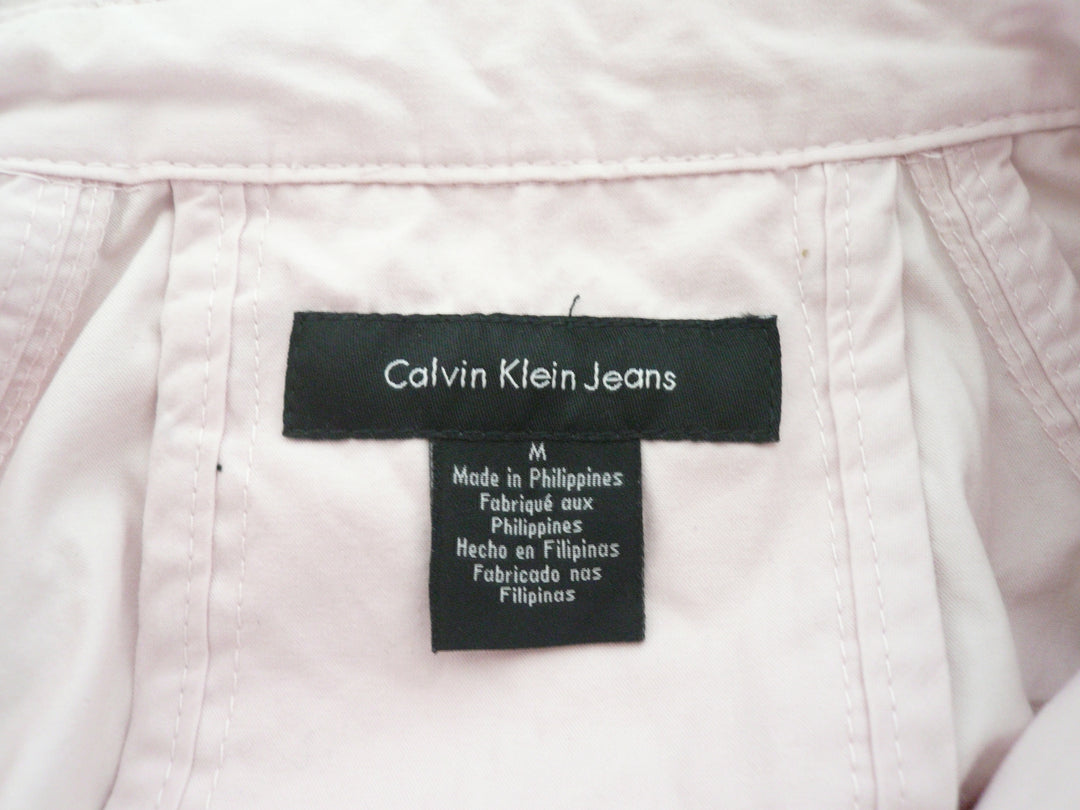 Calvin Klein Jeans
M
Made in Philippines
Fabriqué aux
Philippines
Hecho en Filipinas
Fabricado nas
Filipinas